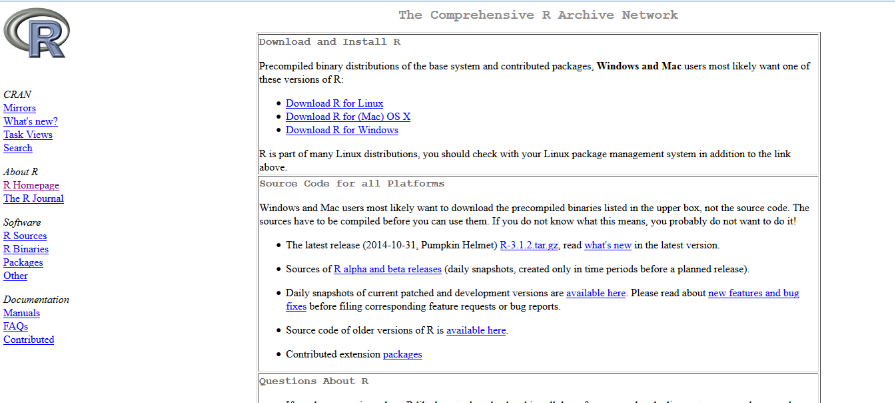 R
The Comprehensive R Archive Network
CRAN
Mirrors
What's new?
Task Views
Search
About R
R Homepage
The R Journal
Software
R Sources
R Binaries
Packages
Other
Documentation
Manuals
FAQs
Contributed
Download and Install R
Precompiled binary distributions of the base system and contributed packages, Windows and Mac users most likely want one of
these versions of R:
Download R for Linux
Download R for (Mac) OS X
Download R for Windows
R is part of many Linux distributions, you should check with your Linux package management system in addition to the link
above.
Source Code for all Platforms
Windows and Mac users most likely want to download the precompiled binaries listed in the upper box, not the source code. The
sources have to be compiled before you can use them. If you do not know what this means, you probably do not want to do it!
The latest release (2014-10-31, Pumpkin Helmet) R-3.1.2.tar.gz, read what's new in the latest version.
Sources of R alpha and beta releases (daily snapshots, created only in time periods before a planned release).
Daily snapshots of current patched and development versions are available here. Please read about new features and bug
fixes before filing corresponding feature requests or bug reports.
Source code of older versions of R is available here.
Contributed extension packages
Questions About R